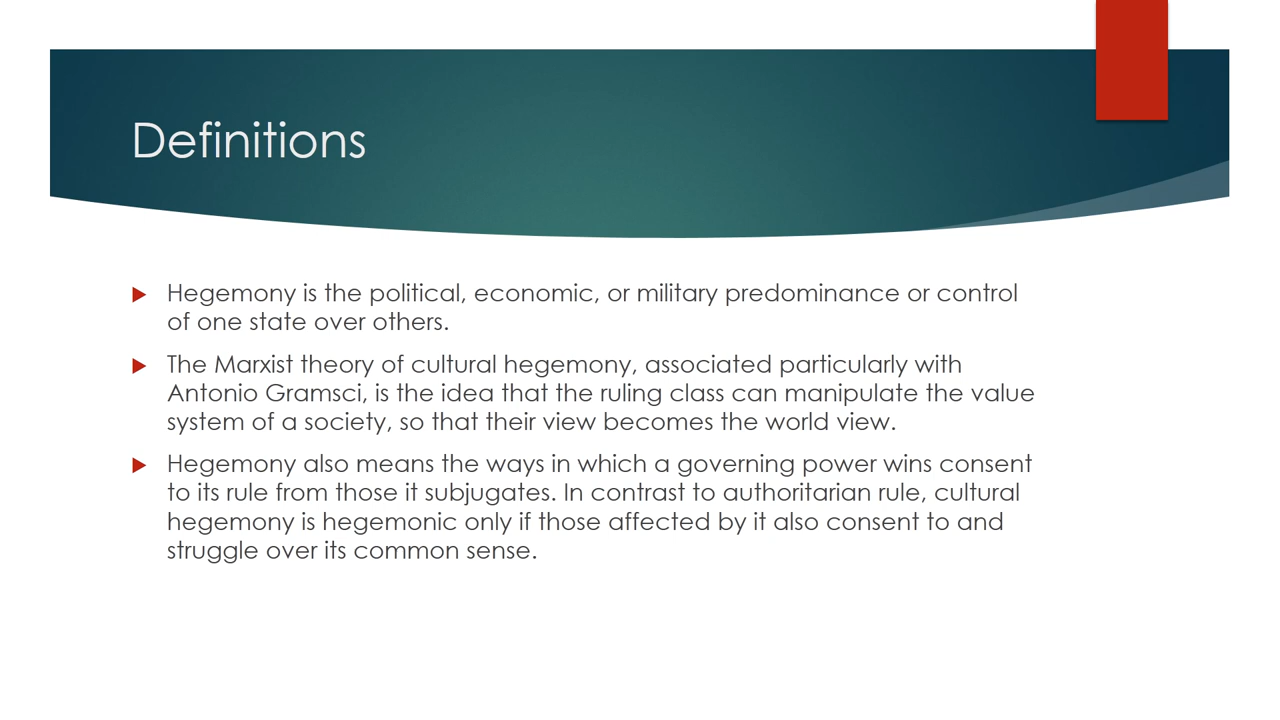 Definitions
Hegemony is the political, economic, or military predominance or control
of one state over others.
The Marxist theory of cultural hegemony, associated particularly with
Antonio Gramsci, is the idea that the ruling class can manipulate the value
system of a society, so that their view becomes the world view.
Hegemony also means the ways in which a governing power wins consent
to its rule from those it subjugates. In contrast to authoritarian rule, cultural
hegemony is hegemonic only if those affected by it also consent to and
struggle over its common sense.